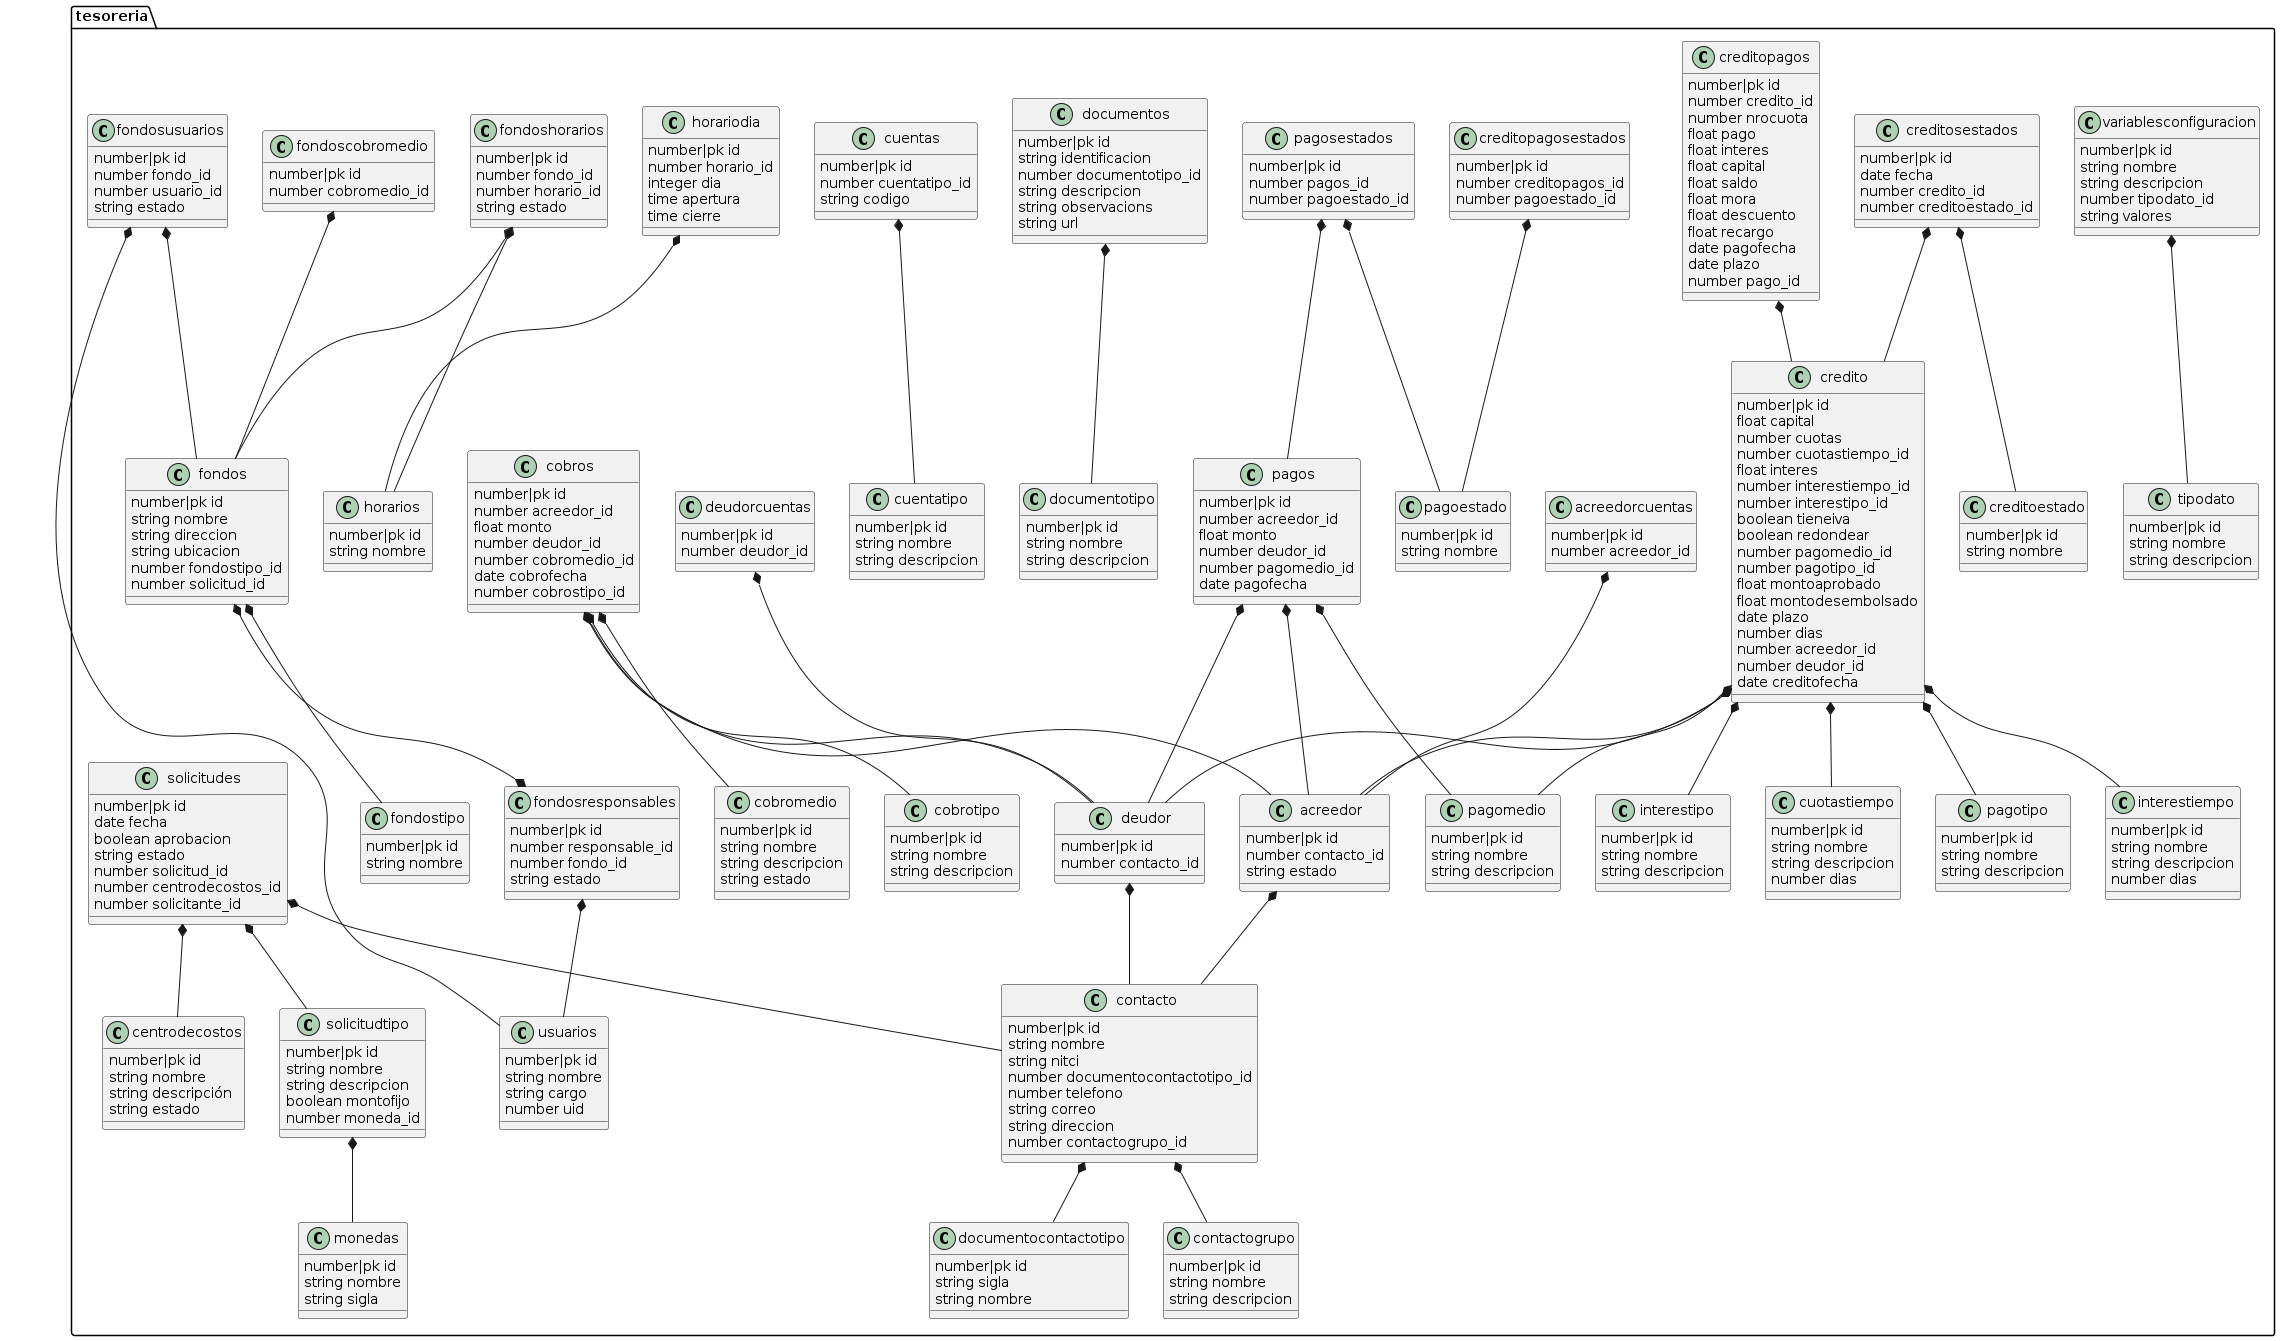 tesoreria
creditopagos
number|pk id
number credito_id
number nrocuota
float pago
float interes
float capital
float saldo
float mora
float descuento
float recargo
date pagofecha
date plazo
number pago_id
fondosusuarios
number|pk id
number fondo_id
number usuario_id
string estado
fondoscobromedio
number|pk id
number cobromedio_id
fondoshorarios
number|pk id
number fondo_id
number horario_id
string estado
horariodia
number|pk id
number horario_id
integer dia
time apertura
time cierre
cuentas
number|pk id
number cuentatipo_id
string codigo
documentos
number|pk id
string identificacion
number documentotipo_id
string descripcion
string observacions
string url
pagosestados
number|pk id
number pagos_id
number pagoestado_id
creditopagosestados
number|pk id
number creditopagos_id
number pagoestado_id
creditosestados
number|pk id
date fecha
number credito_id
number creditoestado_id
variablesconfiguracion
number|pk id
string nombre
string descripcion
number tipodato_id
string valores
credito
number|pk id
float capital
number cuotas
number cuotastiempo_id
float interes
number interestiempo_id
number interestipo_id
boolean tieneiva
boolean redondear
number pagomedio_id
number pagotipo_id
float montoaprobado
float montodesembolsado
date plazo
number dias
number acreedor_id
number deudor_id
date creditofecha
fondos
number|pk id
string nombre
string direccion
string ubicacion
number fondostipo_id
number solicitud_id
horarios
number|pk id
string nombre
cobros
number|pk id
number acreedor_id
float monto
number deudor_id
number cobromedio_id
date cobrofecha
number cobrostipo_id
deudorcuentas
number|pk id
number deudor_id
cuentatipo
number|pk id
string nombre
string descripcion
documentotipo
number|pk id
string nombre
string descripcion
pagos
number|pk id
number acreedor_id
float monto
number deudor_id
number pagomedio_id
date pagofecha
pagoestado
number|pk id
string nombre
acreedorcuentas
number|pk id
number acreedor_id
creditoestado
number|pk id
string nombre
tipodato
number|pk id
string nombre
string descripcion
solicitudes
number|pk id
date fecha
boolean aprobacion
string estado
number solicitud_id
number centrodecostos_id
number solicitante_id
fondostipo
number|pk id
string nombre
fondosresponsables
number|pk id
number responsable_id
number fondo_id
string estado
cobromedio
number|pk id
string nombre
string descripcion
string estado
cobrotipo
number|pk id
string nombre
string descripcion
deudor
number|pk id
number contacto_id
acreedor
number|pk id
number contacto_id
string estado
pagomedio
number|pk id
string nombre
string descripcion
interestipo
number|pk id
string nombre
string descripcion
cuotastiempo
number|pk id
string nombre
string descripcion
number dias
pagotipo
number|pk id
string nombre
string descripcion
interestiempo
number|pk id
string nombre
string descripcion
number dias
centrodecostos
number|pk id
string nombre
string descripción
string estado
solicitudtipo
number|pk id
string nombre
string descripcion
boolean montofijo
number moneda_id
usuarios
number|pk id
string nombre
string cargo
number uid
contacto
number|pk id
string nombre
string nitci
number documentocontactotipo_id
number telefono
string correo
string direccion
number contactogrupo_id
monedas
number|pk id
string nombre
string sigla
documentocontactotipo
number|pk id
string sigla
string nombre
contactogrupo
number|pk id
string nombre
string descripcion